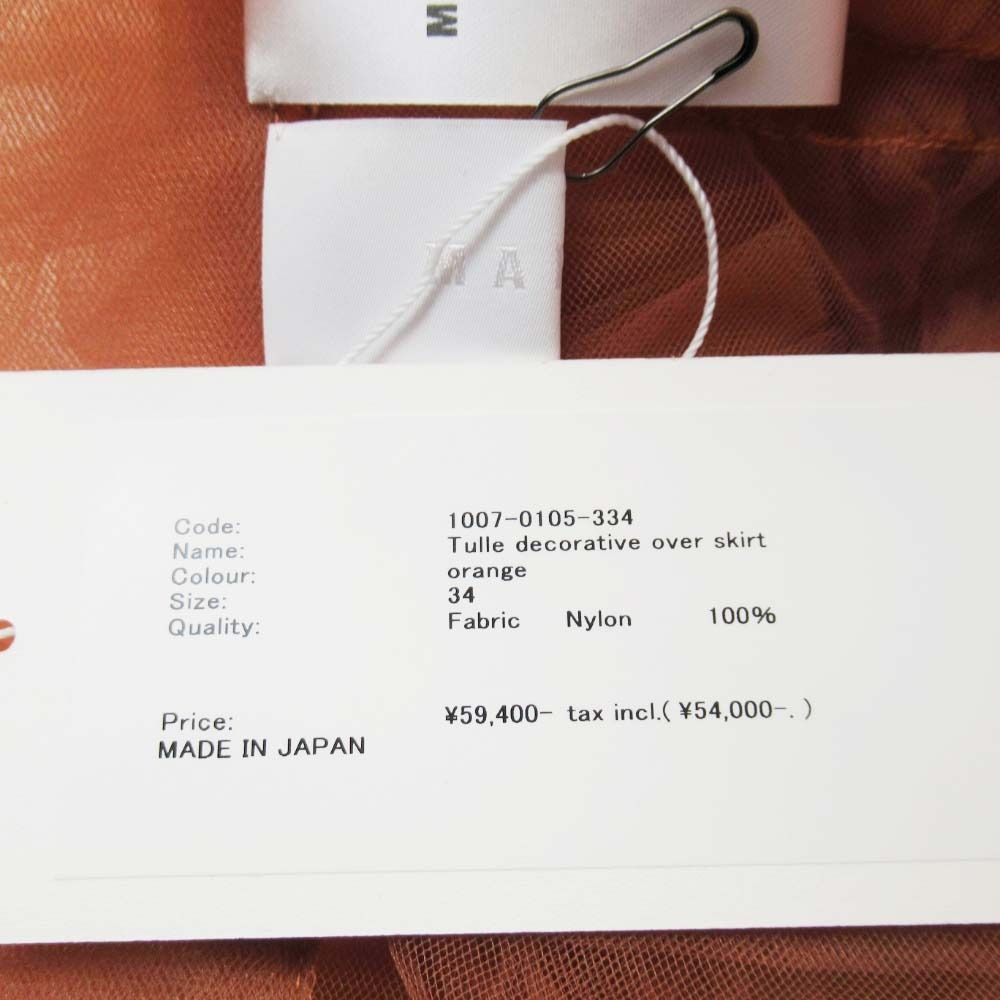 M
MA
Code: 1007-0105-334
Name: Tulle decorative over skirt
Colour: orange
Size: 34
Quality: Fabric Nylon 100%
Price: ¥59,400- tax incl.( ¥54,000-. )
MADE IN JAPAN